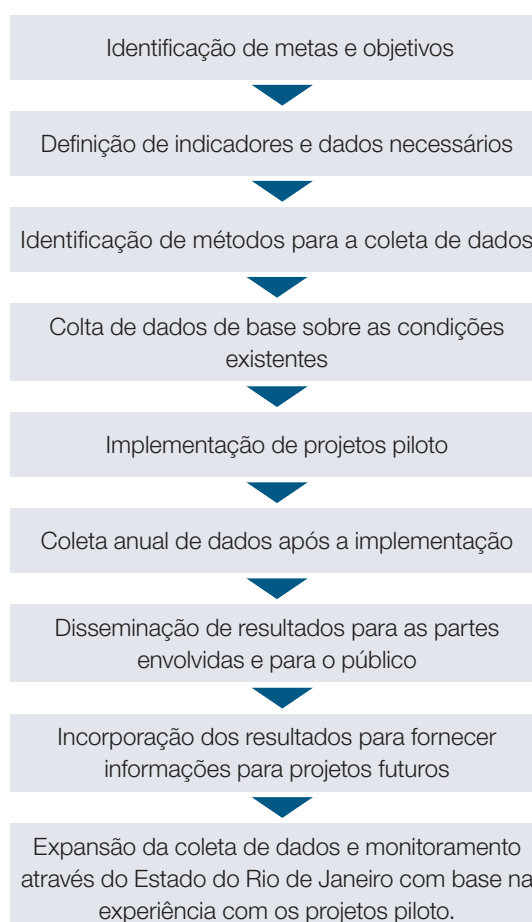 Identificação de metas e objetivos
Definição de indicadores e dados necessários
Identificação de métodos para a coleta de dados
Colta de dados de base sobre as condições
existentes
Implementação de projetos piloto
Coleta anual de dados após a implementação
Disseminação de resultados para as partes
envolvidas e para o público
Incorporação dos resultados para fornecer
informações para projetos futuros
Expansão da coleta de dados e monitoramento
através do Estado do Rio de Janeiro com base na
experiência com os projetos piloto.